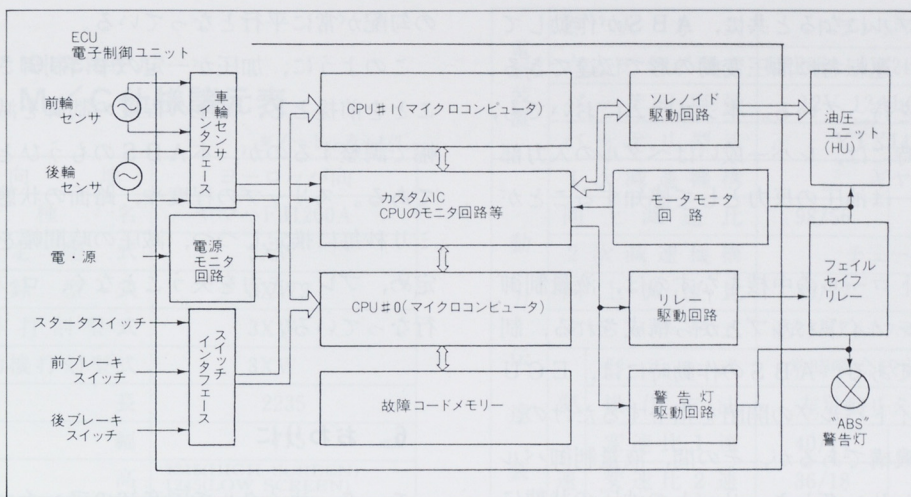 ECU
電子制御ユニット
前輪
センサ
後輪
センサ
車輪センサ
インタフェース
電・源
電源
モニタ
回路
スタータスイッチ
前ブレーキ
スイッチ
後ブレーキ
スイッチ
スイッチ
インタフェース
CPU#1(マイクロコンピュータ)
カスタムIC
CPUのモニタ回路等
CPU#0(マイクロコンピュータ)
故障コードメモリー
ソレノイド
駆動回路
モータモニタ
回路
リレー
駆動回路
警告灯
駆動回路
油圧
ユニット
(HU)
フェイル
セイフ
リレー
"ABS"
警告灯